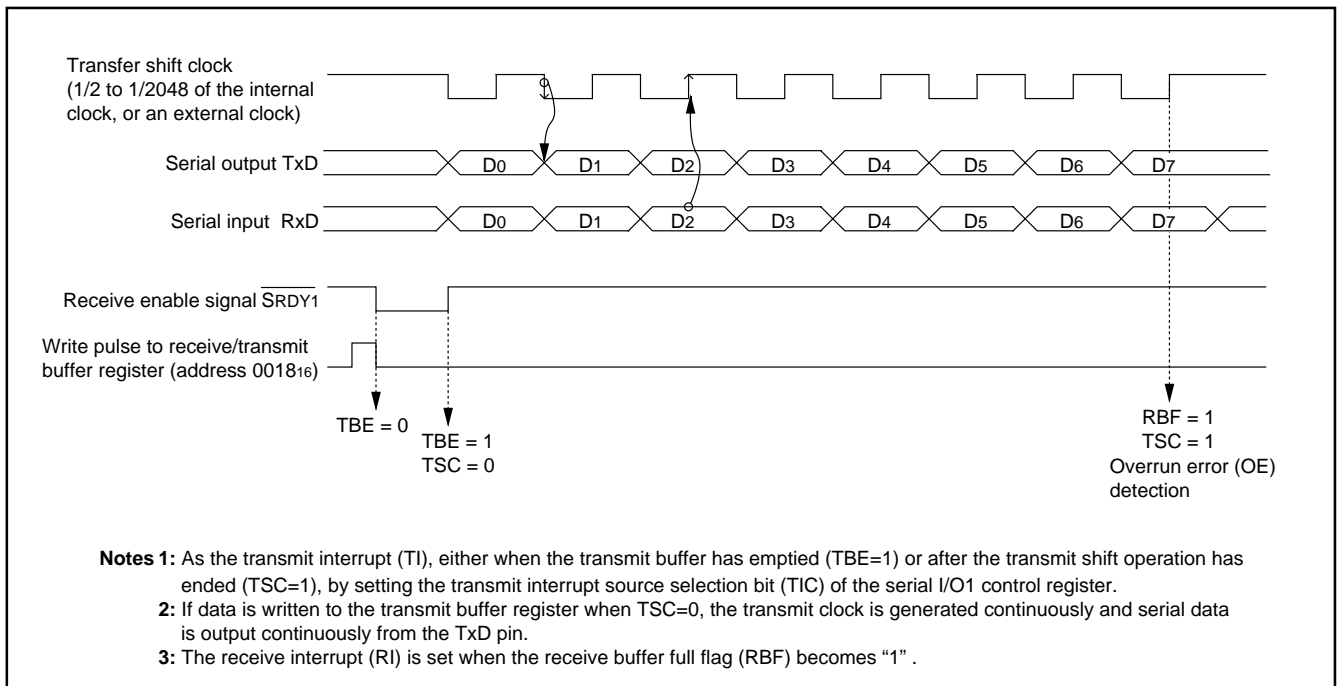 Transfer shift clock
(1/2 to 1/2048 of the internal
clock, or an external clock)
Serial output TxD
D0 D1 D2 D3 D4 D5 D6 D7
Serial input RxD
D0 D1 D2 D3 D4 D5 D6 D7
Receive enable signal SRDY1
Write pulse to receive/transmit
buffer register (address 001816)
TBE = 0
TBE = 1
TSC = 0
RBF = 1
TSC = 1
Overrun error (OE)
detection
Notes 1: As the transmit interrupt (TI), either when the transmit buffer has emptied (TBE=1) or after the transmit shift operation has
ended (TSC=1), by setting the transmit interrupt source selection bit (TIC) of the serial I/O1 control register.
2: If data is written to the transmit buffer register when TSC=0, the transmit clock is generated continuously and serial data
is output continuously from the TxD pin.
3: The receive interrupt (RI) is set when the receive buffer full flag (RBF) becomes “1” .